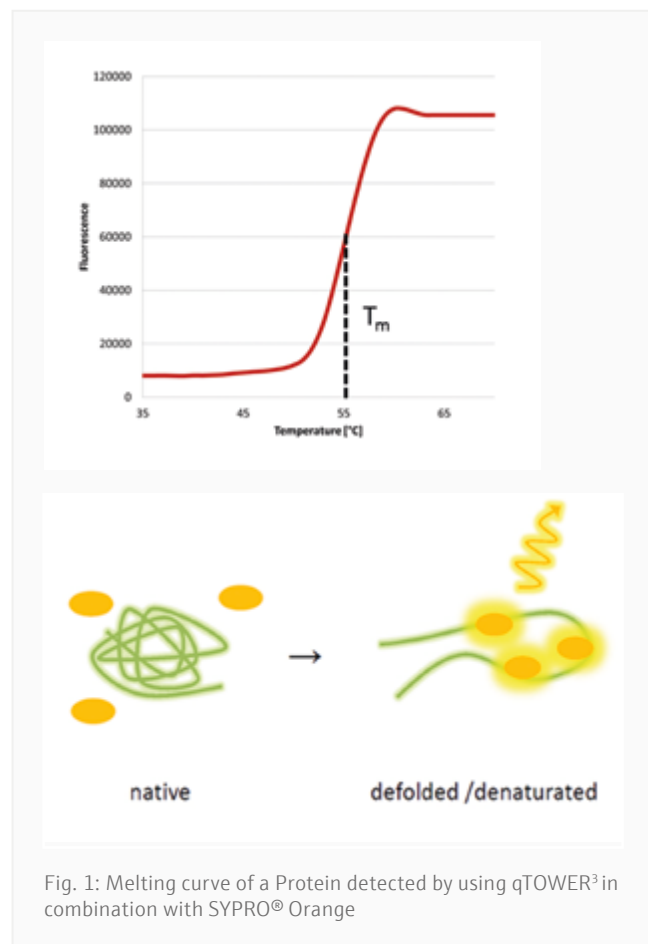 120000
100000
80000
60000
40000
20000
0
Fluorescence
Tm
35 45 55 65
Temperature [°C]
→
native defolded /denaturated
Fig. 1: Melting curve of a Protein detected by using qTOWER³ in
combination with SYPRO® Orange